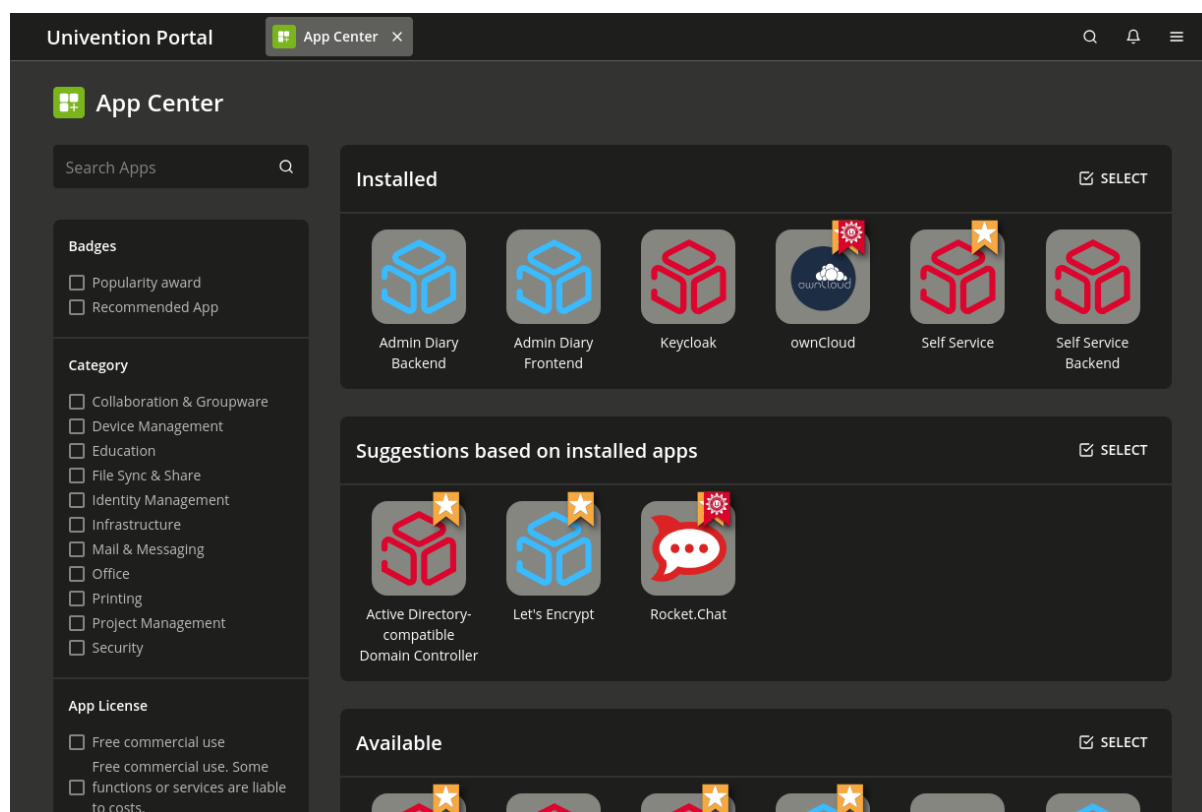 Univention Portal
App Center
App Center
Search Apps
Badges
Popularity award
Recommended App
Category
Collaboration & Groupware
Device Management
Education
File Sync & Share
Identity Management
Infrastructure
Mail & Messaging
Office
Printing
Project Management
Security
App License
Free commercial use
Free commercial use. Some
functions or services are liable
to costs.
Installed
SELECT
ownCloud
Admin Diary
Backend
Admin Diary
Frontend
Keycloak
ownCloud
Self Service
Self Service
Backend
Suggestions based on installed apps
SELECT
Active Directory-
compatible
Domain Controller
Let's Encrypt
Rocket.Chat
Available
SELECT